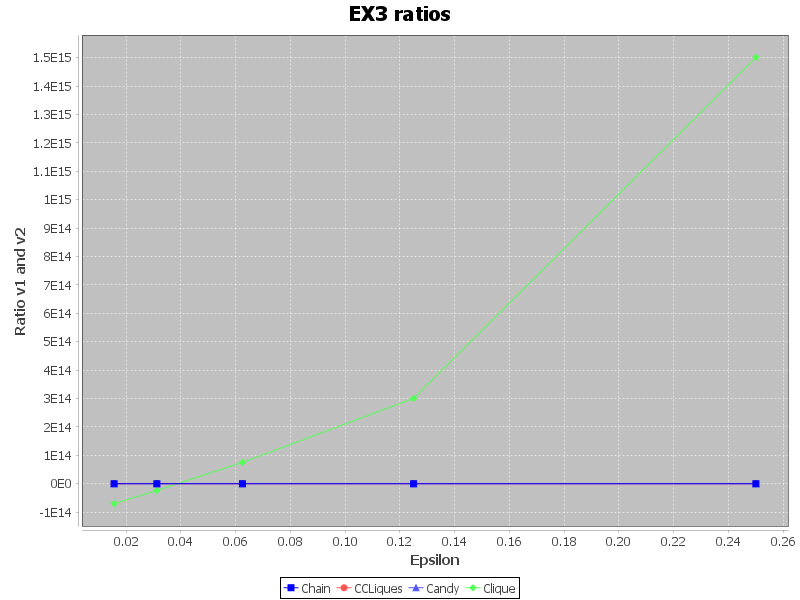 EX3 ratios
1.5E15
1.4E15
1.3E15
1.2E15
1.1E15
1E15
9E14
8E14
7E14
6E14
5E14
4E14
3E14
2E14
1E14
0E0
-1E14
Ratio v1 and v2
0.02 0.04 0.06 0.08 0.10 0.12 0.14 0.16 0.18 0.20 0.22 0.24 0.26
Epsilon
Chain CCLiques Candy Clique